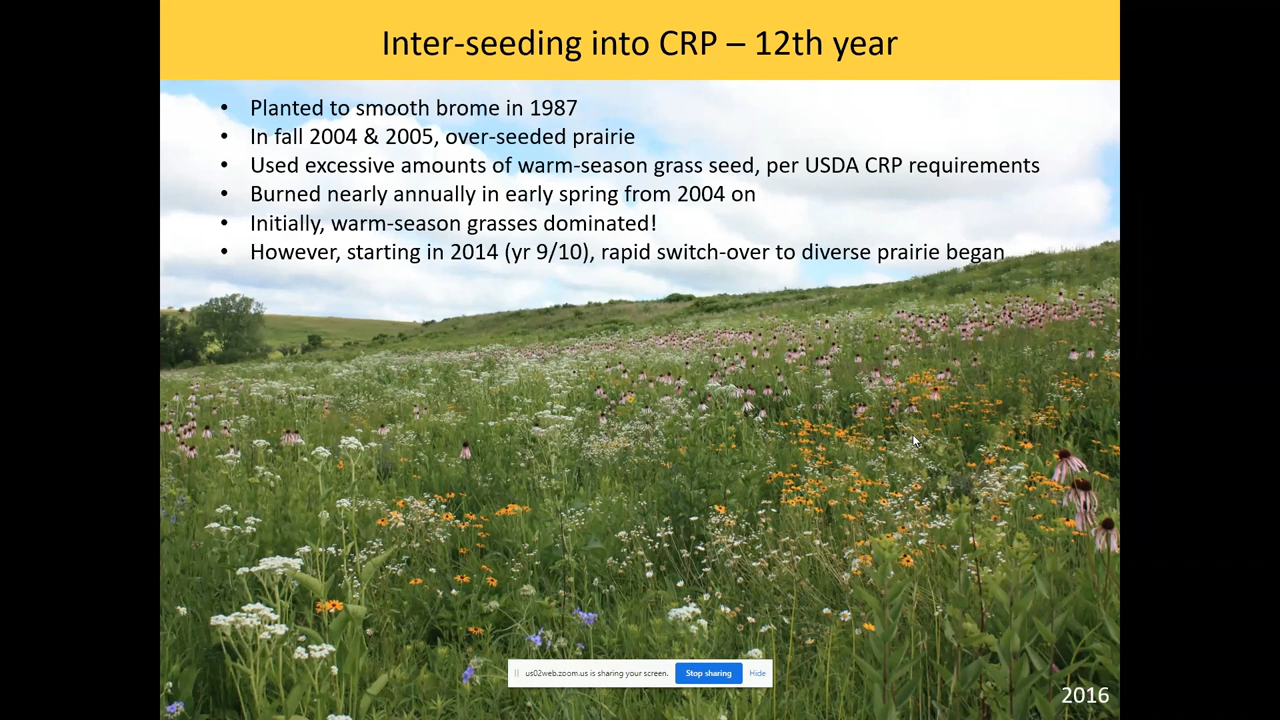 Inter-seeding into CRP – 12th year
• Planted to smooth brome in 1987
• In fall 2004 & 2005, over-seeded prairie
• Used excessive amounts of warm-season grass seed, per USDA CRP requirements
• Burned nearly annually in early spring from 2004 on
• Initially, warm-season grasses dominated!
• However, starting in 2014 (yr 9/10), rapid switch-over to diverse prairie began
us02web.zoom.us is sharing your screen. Stop sharing Hide
2016